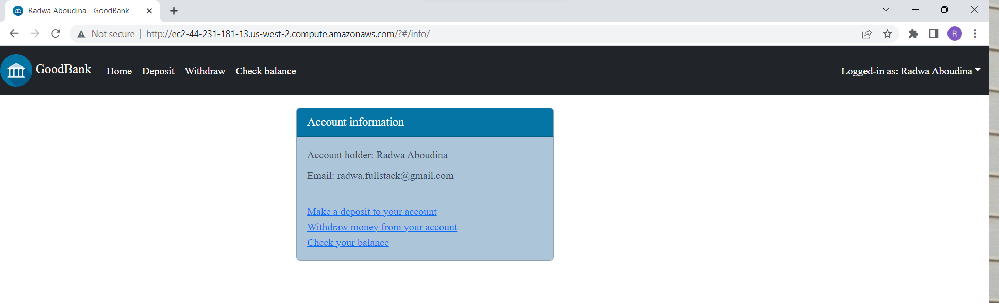 Radwa Aboudina - GoodBank
Not secure | http://ec2-44-231-181-13.us-west-2.compute.amazonaws.com/?#/info/
R
GoodBank Home Deposit Withdraw Check balance Logged-in as: Radwa Aboudina
Account information
Account holder: Radwa Aboudina
Email: radwa.fullstack@gmail.com
Make a deposit to your account
Withdraw money from your account
Check your balance